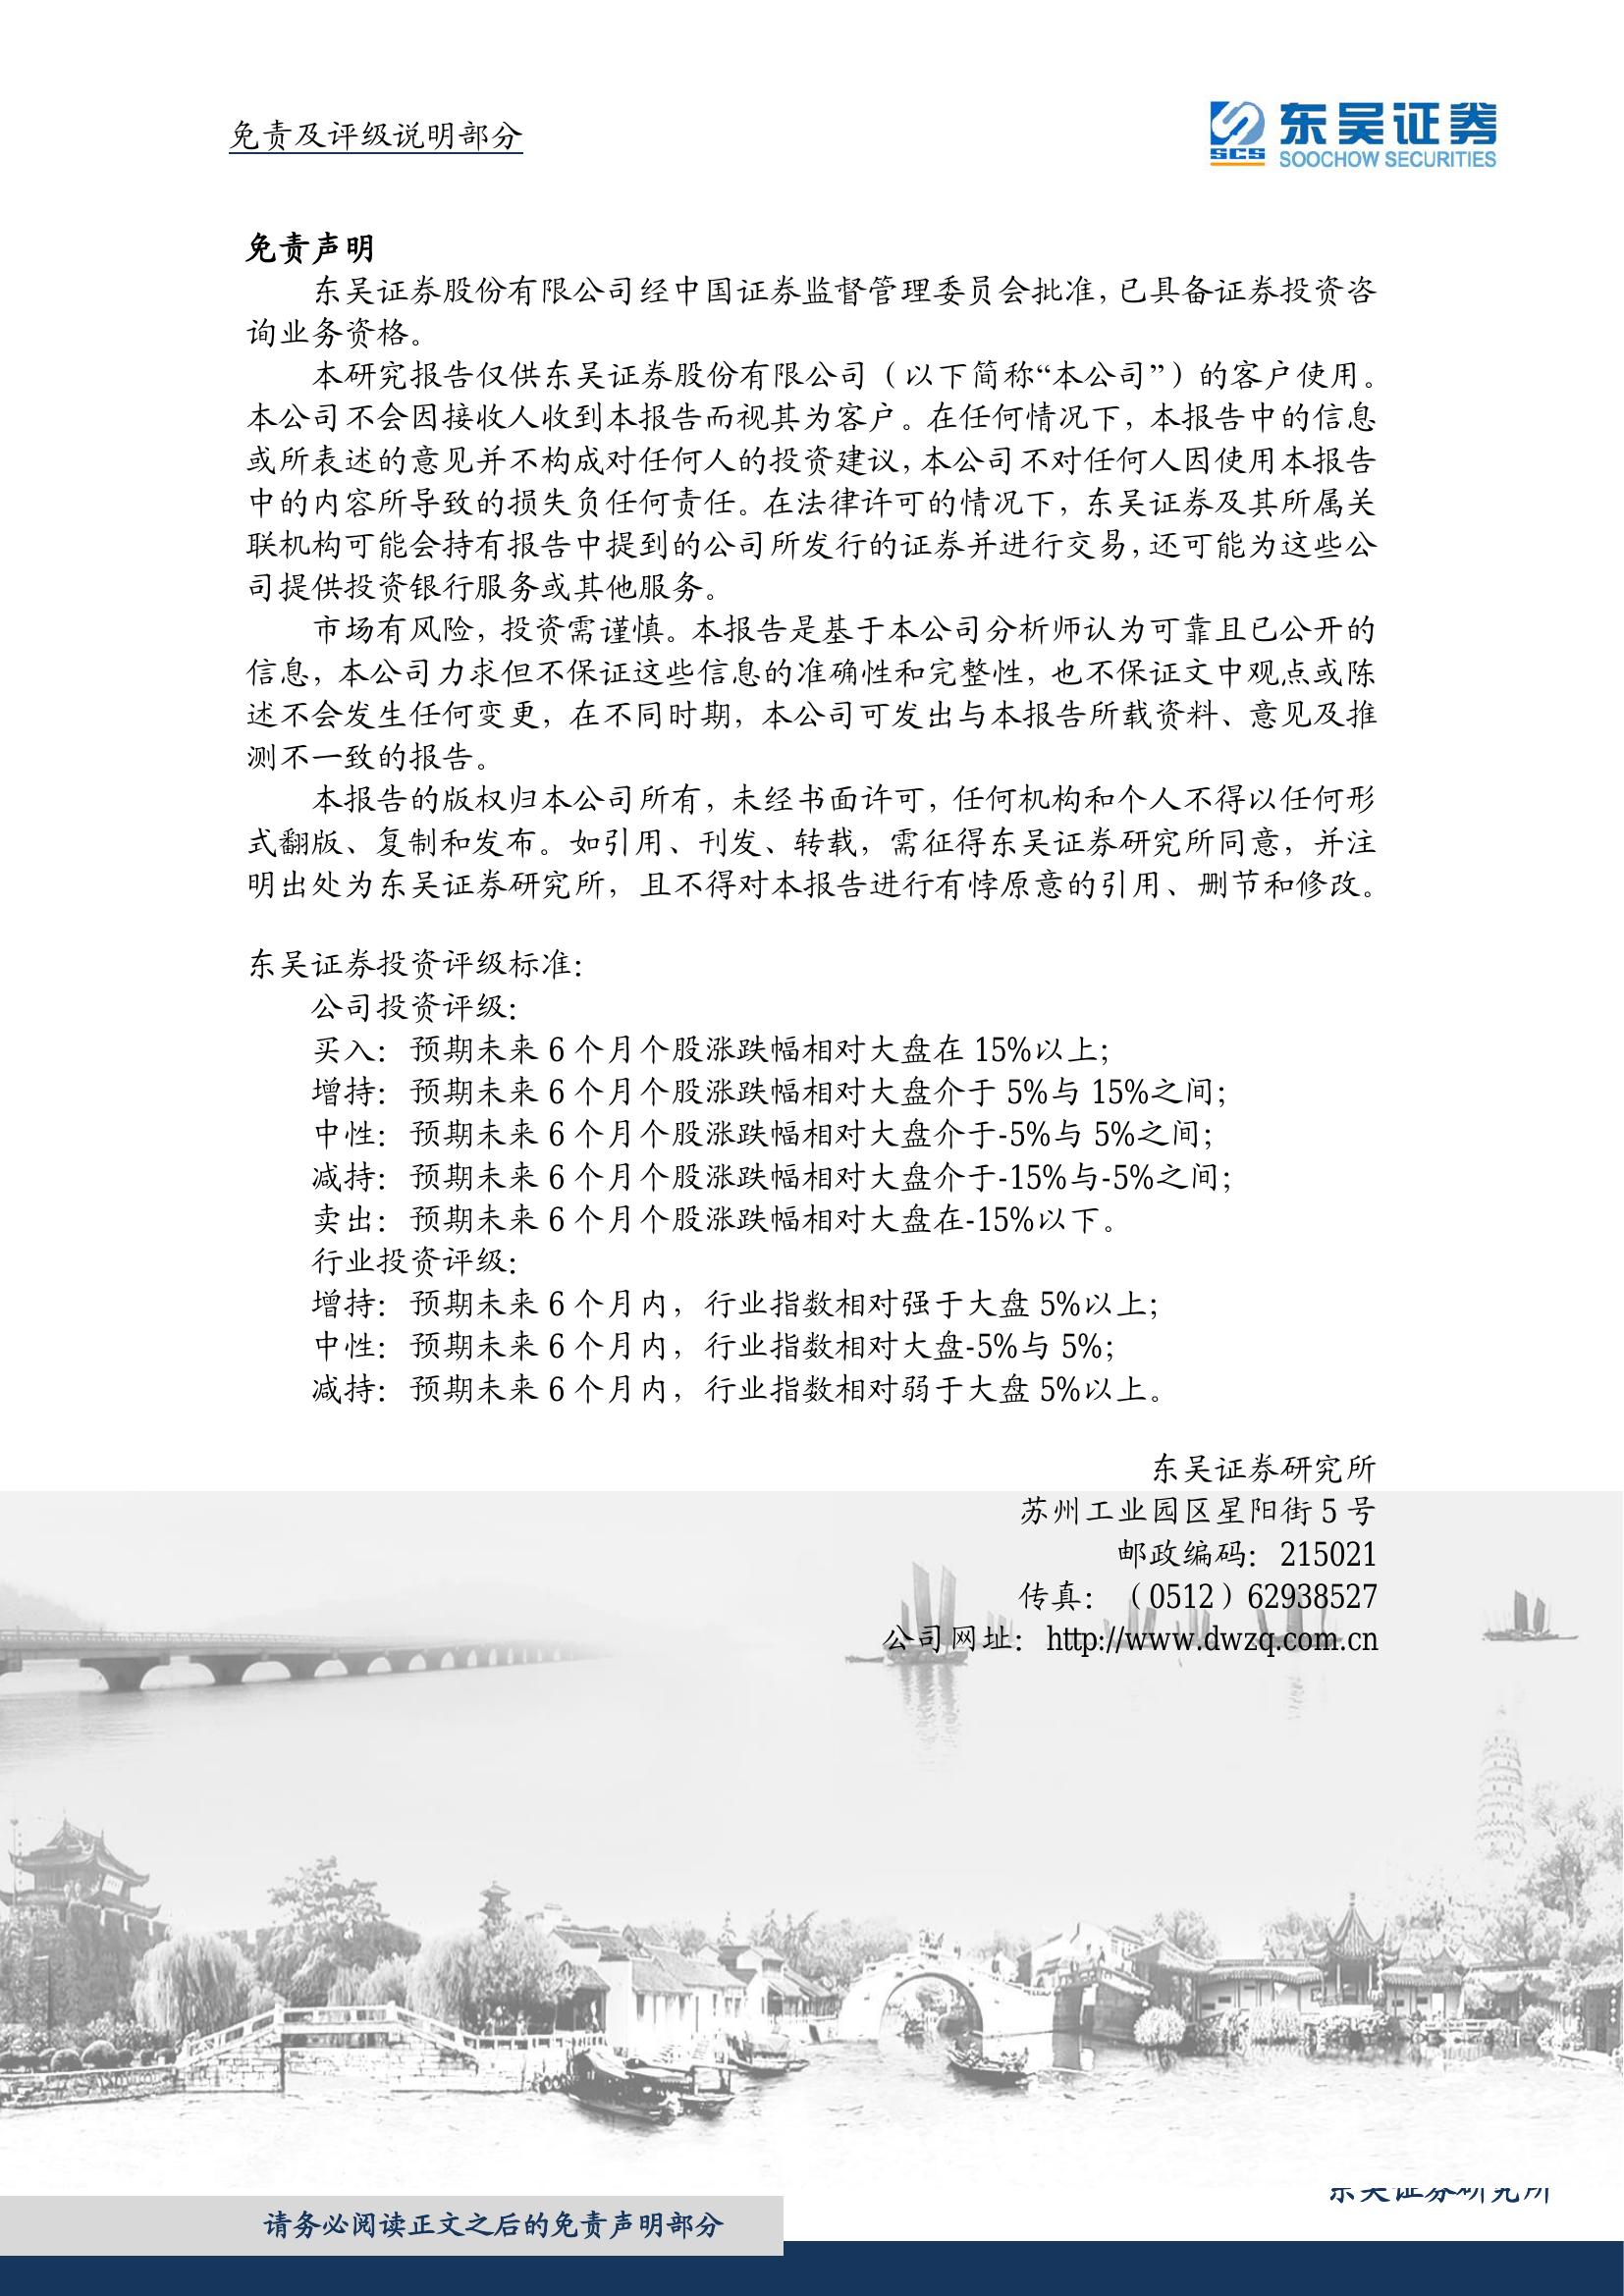 免责及评级说明部分
东吴证券
SCS
SOOCHOW SECURITIES
免责声明
东吴证券股份有限公司经中国证券监督管理委员会批准，已具备证券投资咨
询业务资格。
本研究报告仅供东吴证券股份有限公司（以下简称“本公司”）的客户使用。
本公司不会因接收人收到本报告而视其为客户。在任何情况下，本报告中的信息
或所表述的意见并不构成对任何人的投资建议，本公司不对任何人因使用本报告
中的内容所导致的损失负任何责任。在法律许可的情况下，东吴证券及其所属关
联机构可能会持有报告中提到的公司所发行的证券并进行交易，还可能为这些公
司提供投资银行服务或其他服务。
市场有风险，投资需谨慎。本报告是基于本公司分析师认为可靠且已公开的
信息，本公司力求但不保证这些信息的准确性和完整性，也不保证文中观点或陈
述不会发生任何变更，在不同时期，本公司可发出与本报告所载资料、意见及推
测不一致的报告。
本报告的版权归本公司所有，未经书面许可，任何机构和个人不得以任何形
式翻版、复制和发布。如引用、刊发、转载，需征得东吴证券研究所同意，并注
明出处为东吴证券研究所，且不得对本报告进行有悖原意的引用、删节和修改。
东吴证券投资评级标准：
公司投资评级：
买入：预期未来 6 个月个股涨跌幅相对大盘在 15%以上；
增持：预期未来 6 个月个股涨跌幅相对大盘介于 5%与 15%之间；
中性：预期未来 6 个月个股涨跌幅相对大盘介于-5%与 5%之间；
减持：预期未来 6 个月个股涨跌幅相对大盘介于-15%与-5%之间；
卖出：预期未来 6 个月个股涨跌幅相对大盘在-15%以下。
行业投资评级：
增持：预期未来 6 个月内，行业指数相对强于大盘 5%以上；
中性：预期未来 6 个月内，行业指数相对大盘-5%与 5%；
减持：预期未来 6 个月内，行业指数相对弱于大盘 5%以上。
东吴证券研究所
苏州工业园区星阳街 5 号
邮政编码：215021
传真：（0512）62938527
公司网址：http://www.dwzq.com.cn
东吴证券研究所
请务必阅读正文之后的免责声明部分